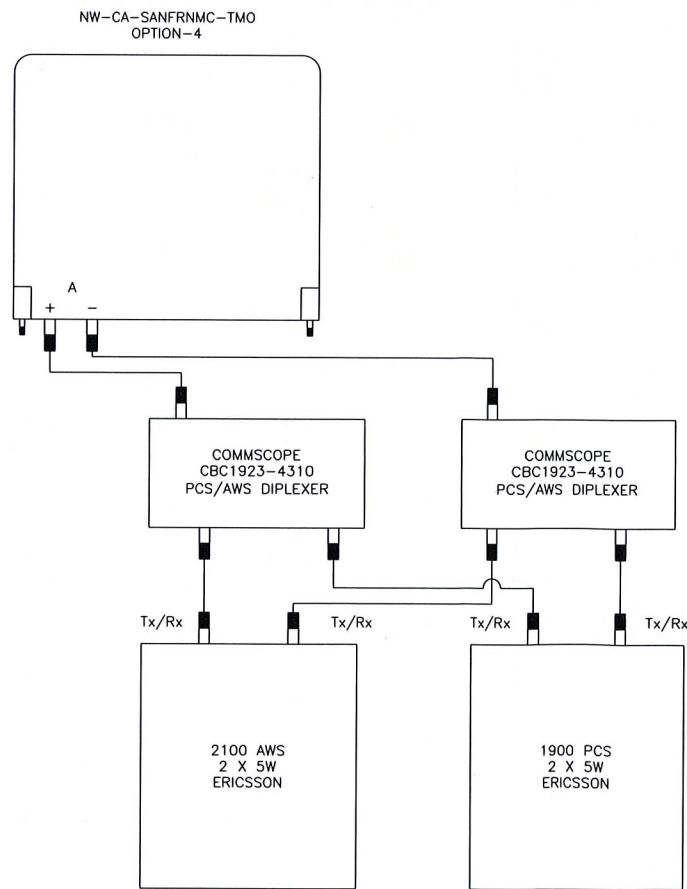 NW-CA-SANFRNMC-TMO
OPTION-4
A
+ −
COMMSCOPE
CBC1923-4310
PCS/AWS DIPLEXER
COMMSCOPE
CBC1923-4310
PCS/AWS DIPLEXER
Tx/Rx
Tx/Rx
Tx/Rx
Tx/Rx
2100 AWS
2 X 5W
ERICSSON
1900 PCS
2 X 5W
ERICSSON